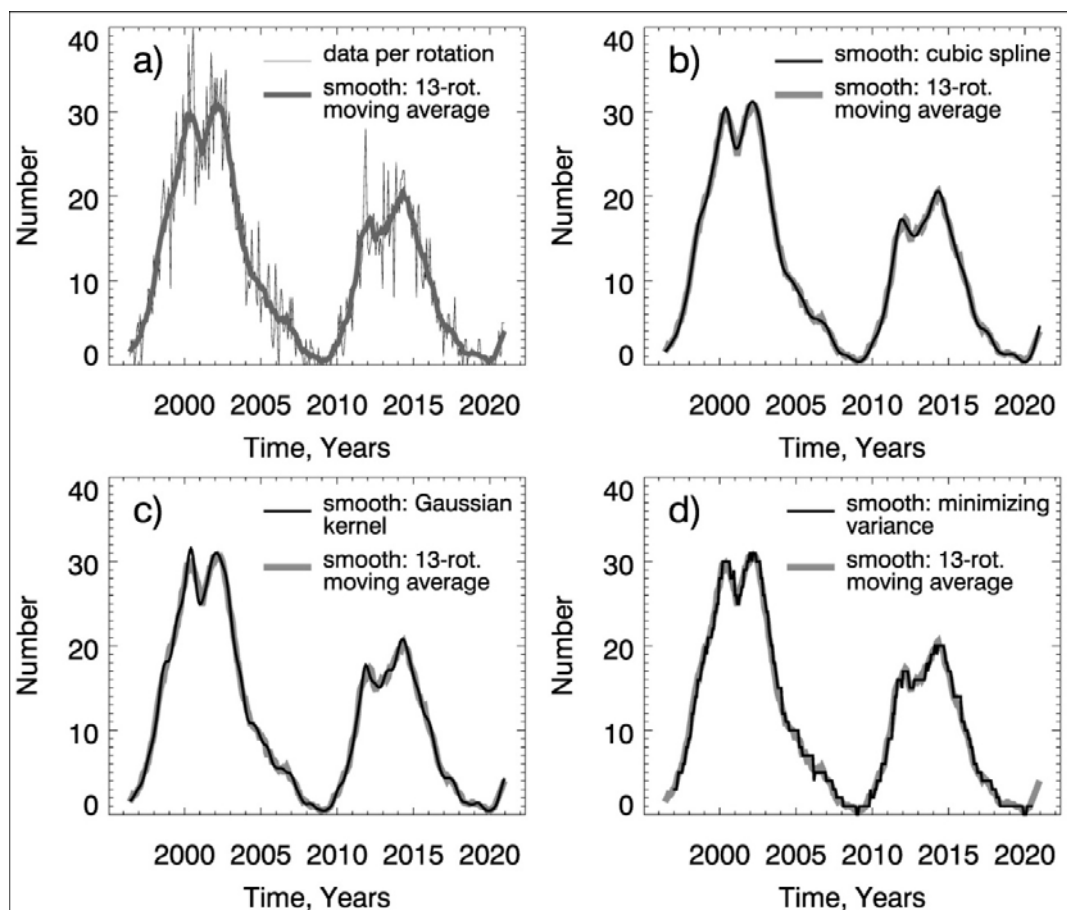 a)
data per rotation
smooth: 13-rot.
moving average
40
30
20
10
0
Number
2000 2005 2010 2015 2020
Time, Years
b)
smooth: cubic spline
smooth: 13-rot.
moving average
40
30
20
10
0
Number
2000 2005 2010 2015 2020
Time, Years
c)
smooth: Gaussian
kernel
smooth: 13-rot.
moving average
40
30
20
10
0
Number
2000 2005 2010 2015 2020
Time, Years
d)
smooth: minimizing
variance
smooth: 13-rot.
moving average
40
30
20
10
0
Number
2000 2005 2010 2015 2020
Time, Years